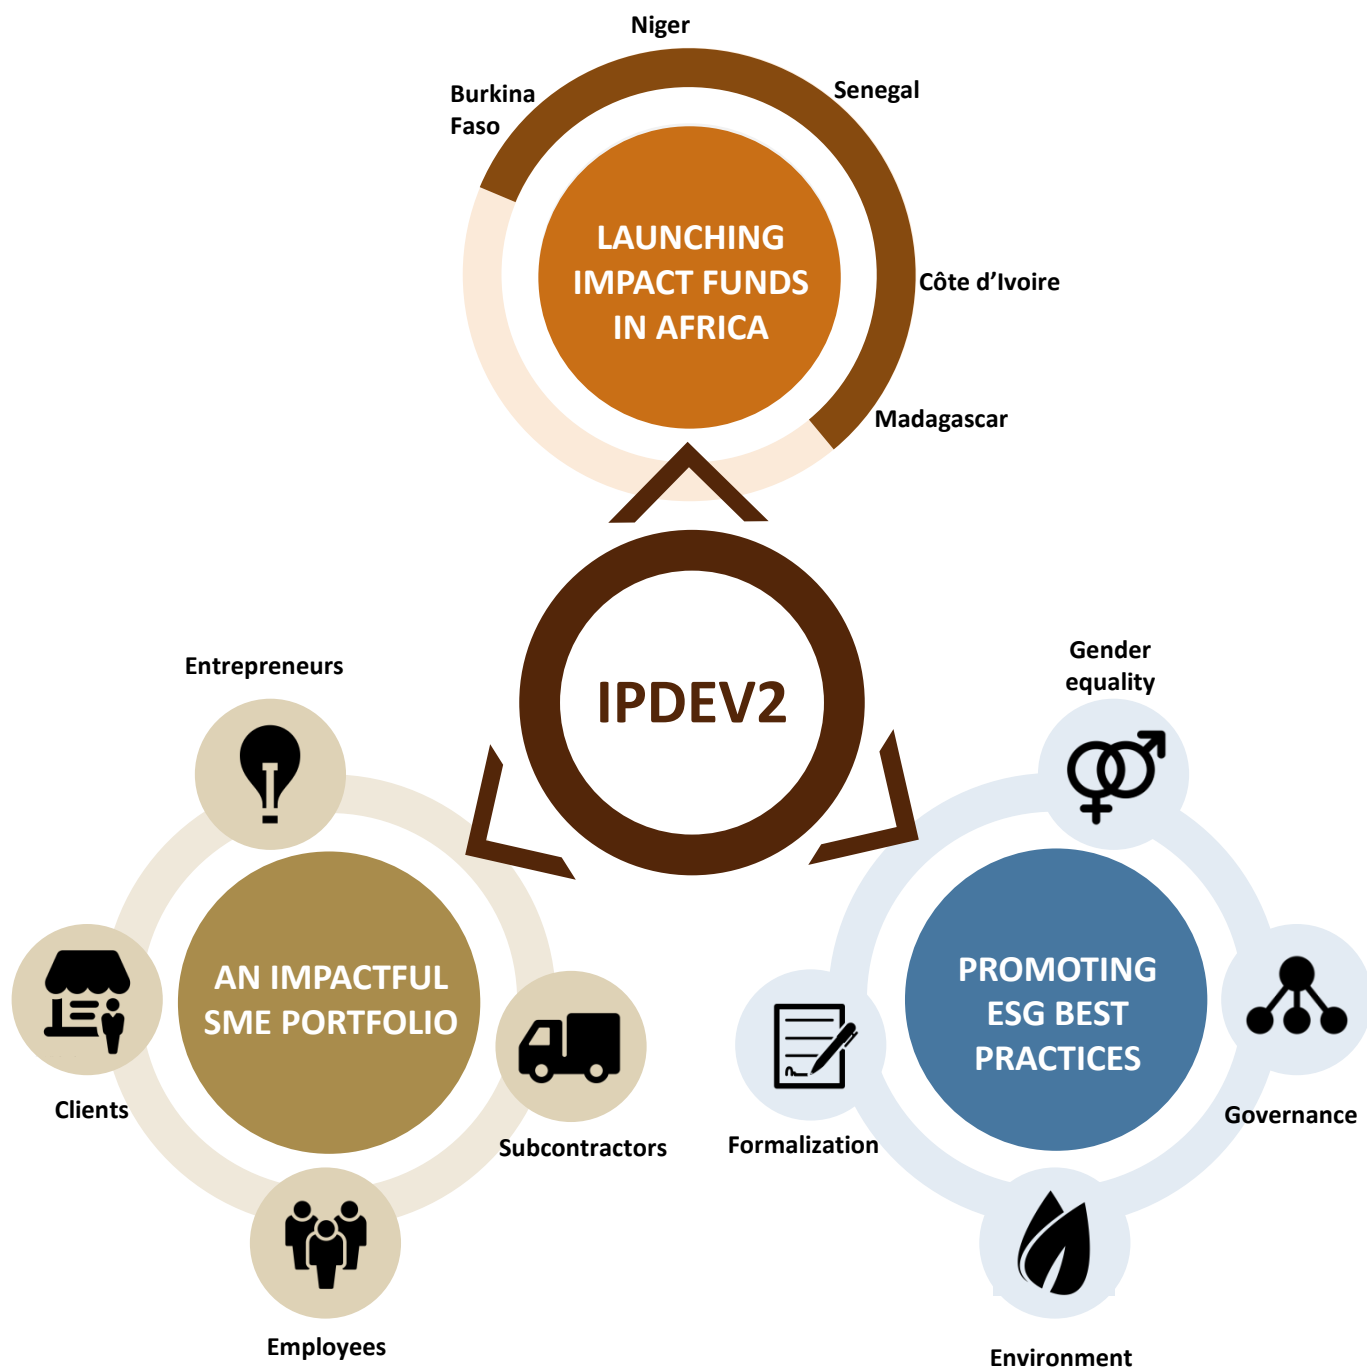 Niger
Burkina
Faso
Senegal
LAUNCHING
IMPACT FUNDS
IN AFRICA
Côte d’Ivoire
Madagascar
IPDEV2
Entrepreneurs
AN IMPACTFUL
SME PORTFOLIO
Clients
Subcontractors
Employees
Gender
equality
PROMOTING
ESG BEST
PRACTICES
Governance
Formalization
Environment